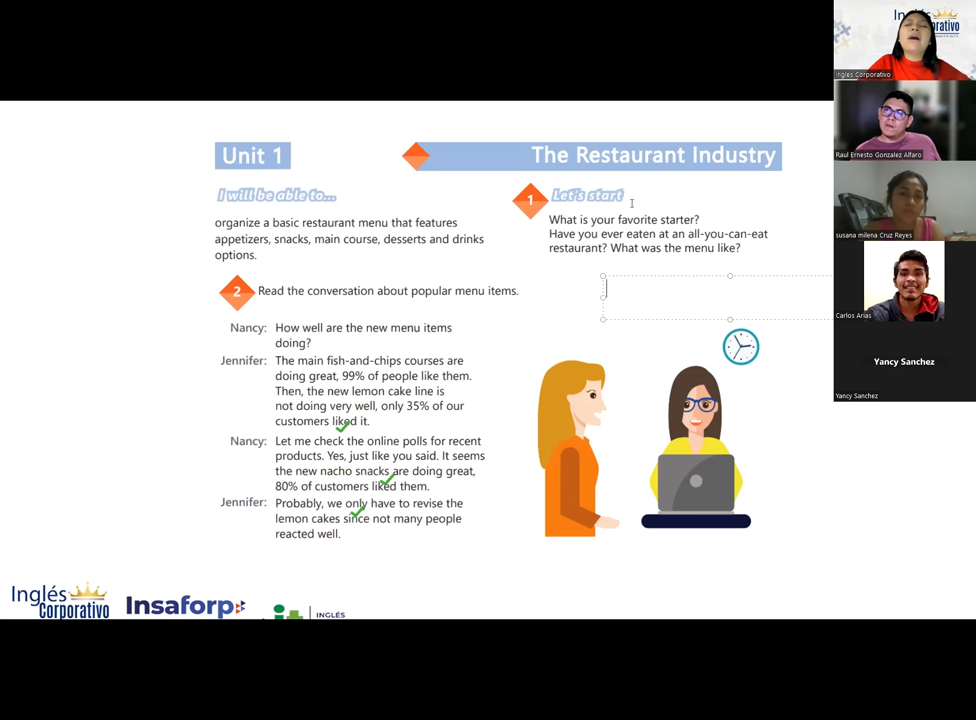 Unit 1
The Restaurant Industry
I will be able to...
organize a basic restaurant menu that features
appetizers, snacks, main course, desserts and drinks
options.
1
Let's start
What is your favorite starter?
Have you ever eaten at an all-you-can-eat
restaurant? What was the menu like?
2
Read the conversation about popular menu items.
Nancy: How well are the new menu items
doing?
Jennifer: The main fish-and-chips courses are
doing great, 99% of people like them.
Then, the new lemon cake line is
not doing very well, only 35% of our
customers liked it.
Nancy: Let me check the online polls for recent
products. Yes, just like you said. It seems
the new nacho snacks are doing great,
80% of customers liked them.
Jennifer: Probably, we only have to revise the
lemon cakes since not many people
reacted well.
Inglés
Corporativo
Insaforp
INGLÉS
Inglés Corporativo
Raul Ernesto Gonzalez Alfaro
susana milena Cruz Reyes
Carlos Arias
Yancy Sanchez
Yancy Sanchez